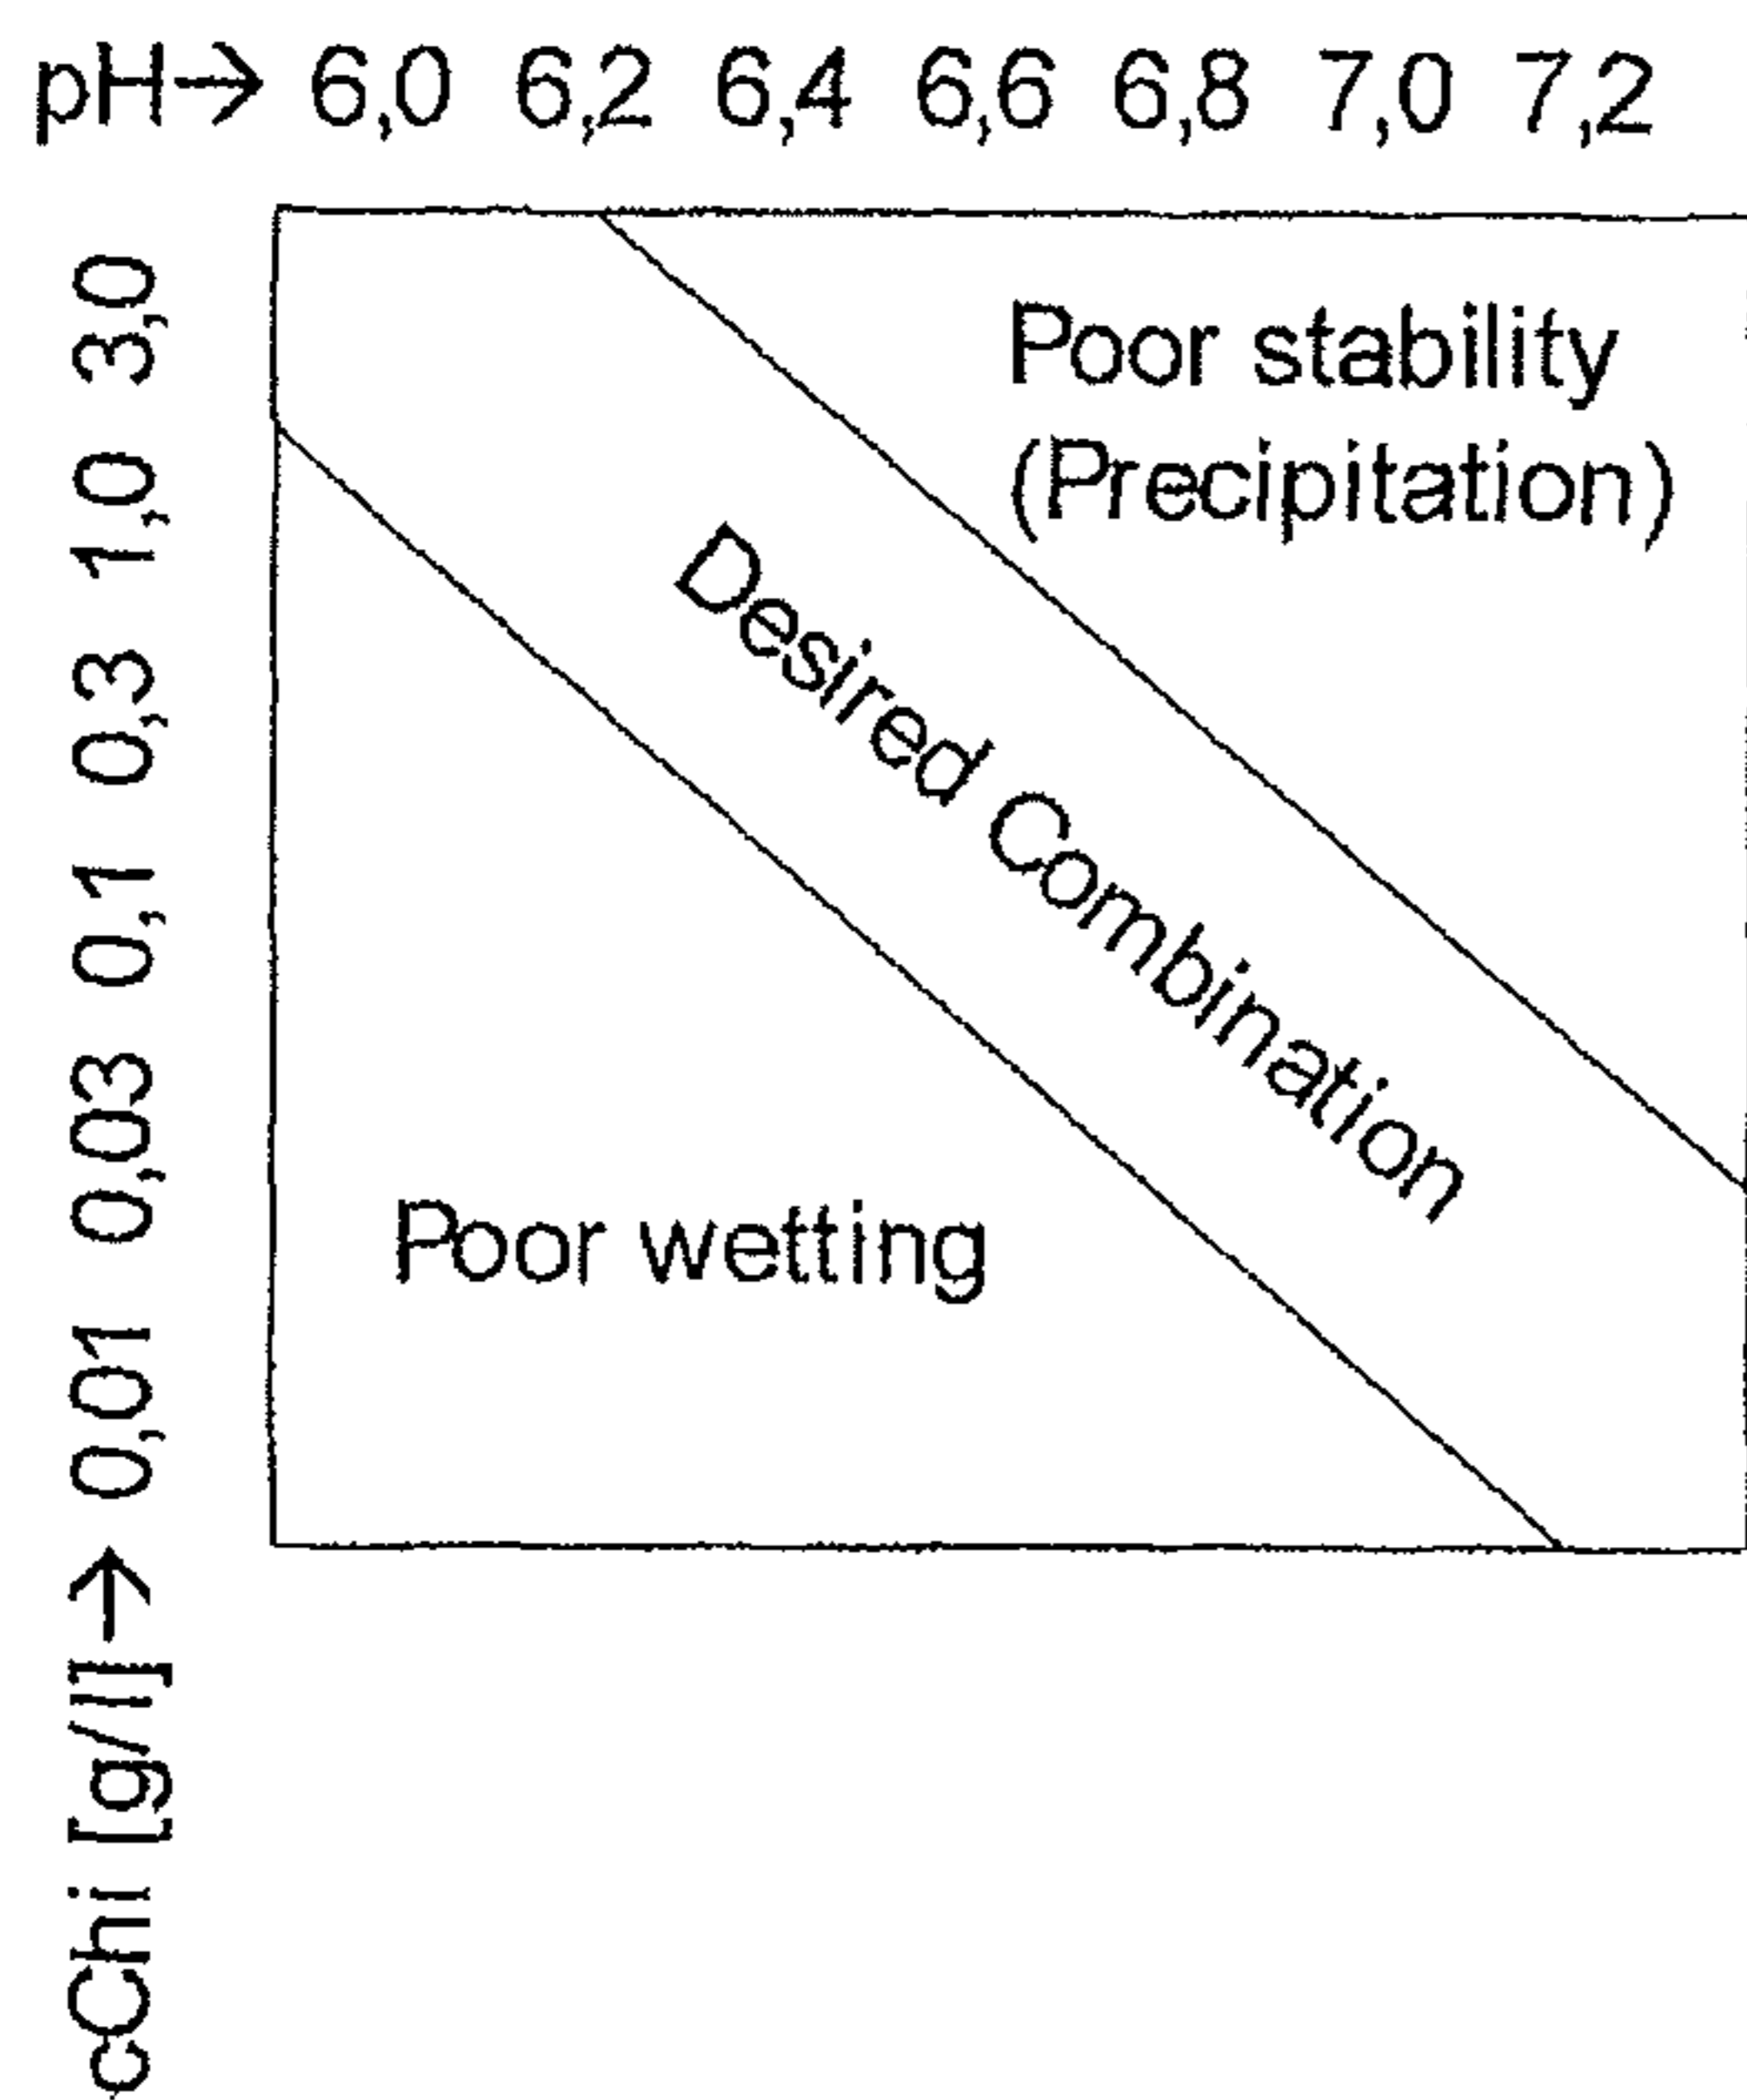 pH→ 6,0 6,2 6,4 6,6 6,8 7,0 7,2
cChi [g/l]→ 0,01 0,03 0,1 0,3 1,0 3,0
Poor stability
(Precipitation)
Desired Combination
Poor wetting